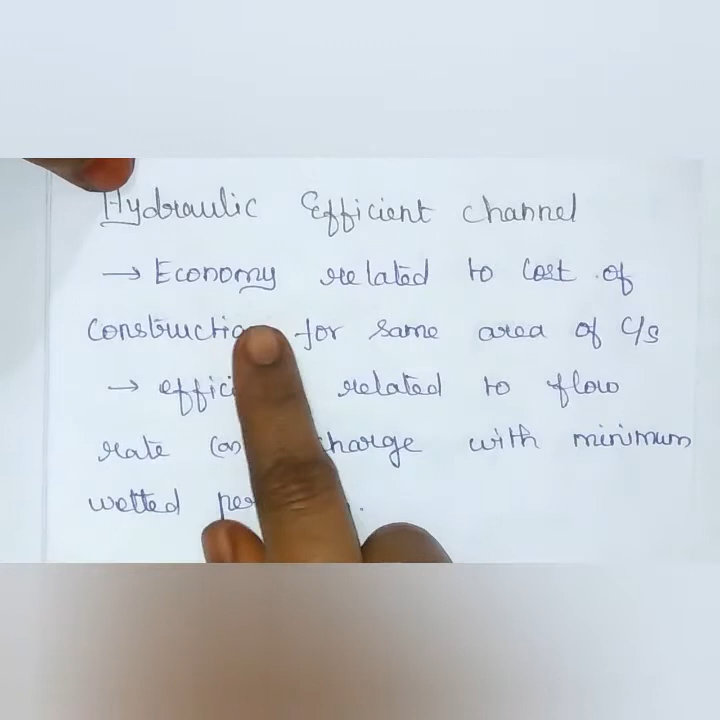 Hydraulic Efficient channel
→ Economy related to cost of
construction for same area of c/s
→ related to flow
rate with minimum
wetted